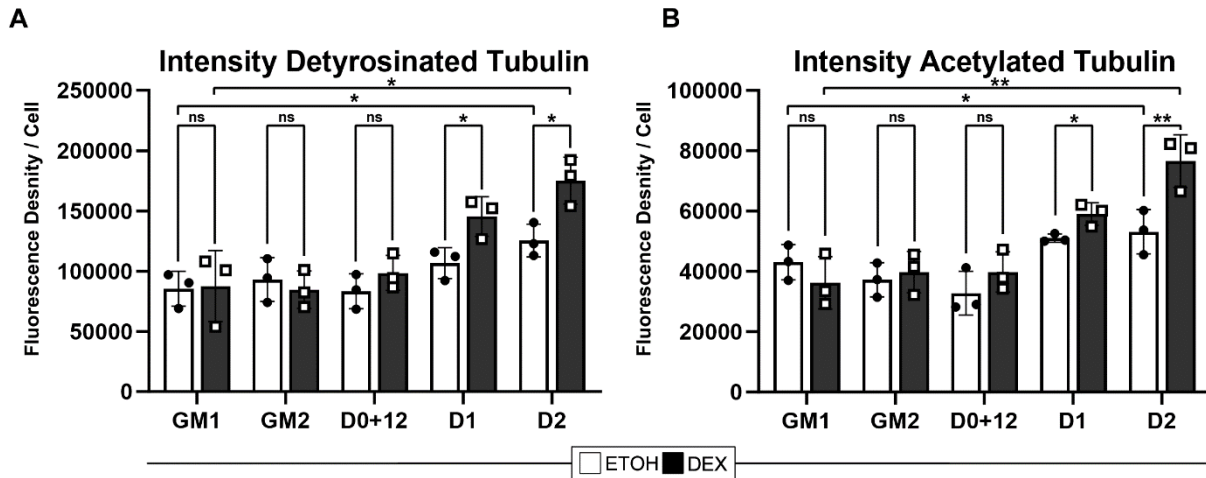 A
B
Intensity Detyrosinated Tubulin
Intensity Acetylated Tubulin
Fluorescence Desnity / Cell
250000
200000
150000
100000
50000
0
*
*
ns
ns
ns
*
*
GM1
GM2
D0+12
D1
D2
Fluorescence Desnity / Cell
100000
80000
60000
40000
20000
0
**
*
ns
ns
ns
*
**
GM1
GM2
D0+12
D1
D2
ETOH DEX